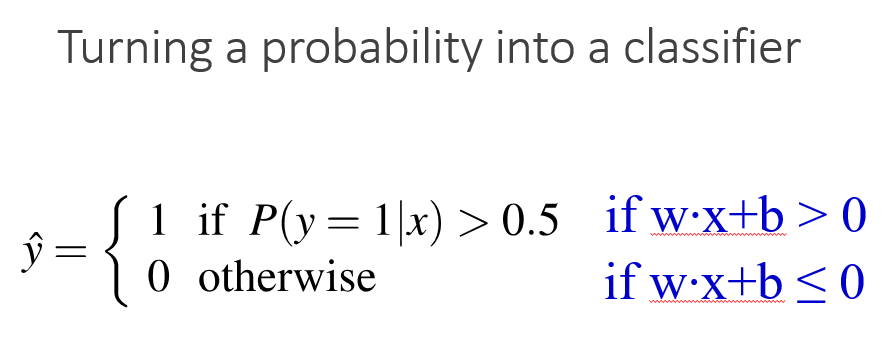 Turning a probability into a classifier
ŷ = { 1 if P(y = 1|x) > 0.5 if w·x+b > 0
0 otherwise if w·x+b ≤ 0